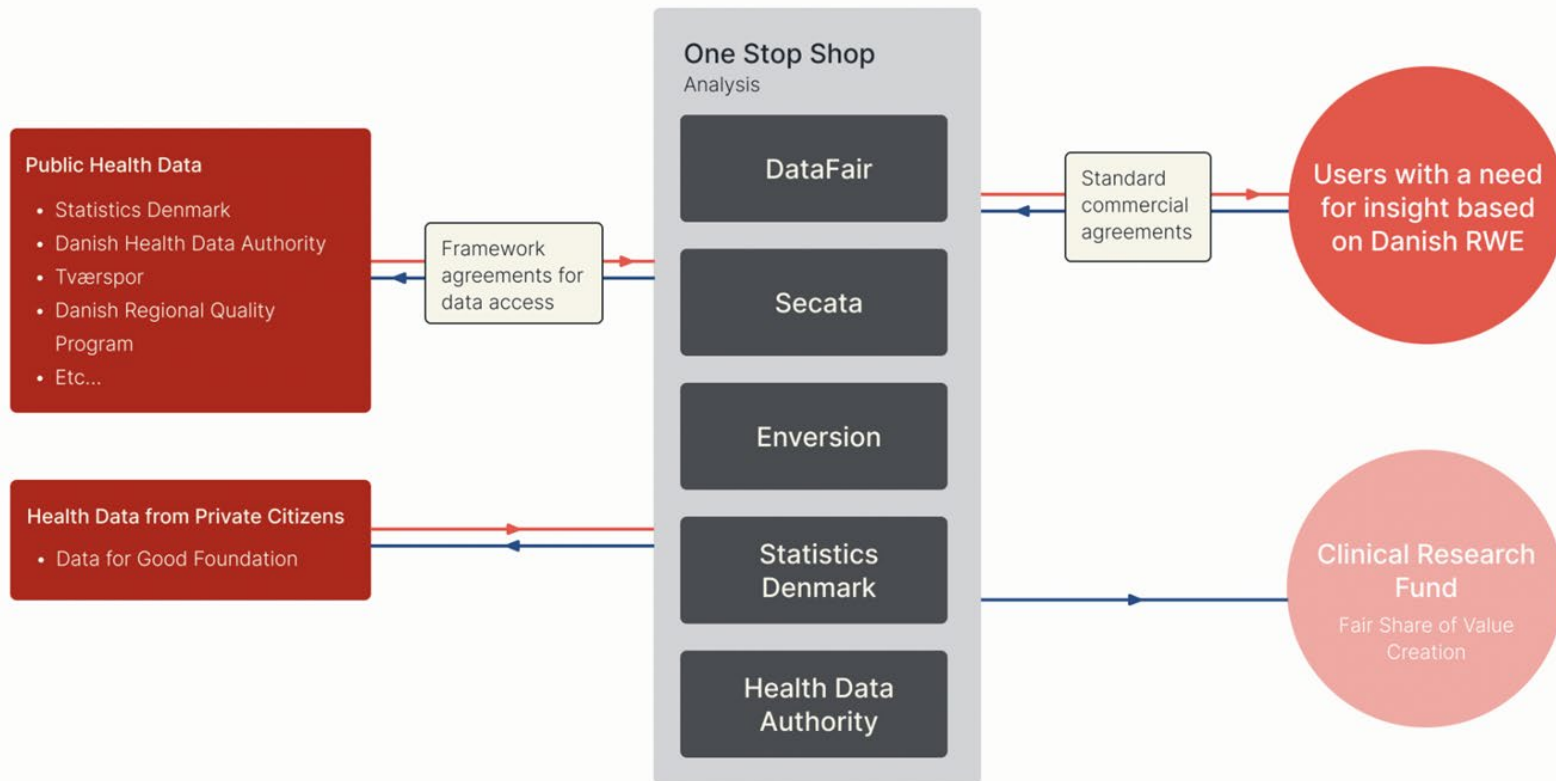 Public Health Data
• Statistics Denmark
• Danish Health Data Authority
• Tværspor
• Danish Regional Quality
Program
• Etc...
Health Data from Private Citizens
• Data for Good Foundation
Framework
agreements for
data access
One Stop Shop
Analysis
DataFair
Secata
Enversion
Statistics
Denmark
Health Data
Authority
Standard
commercial
agreements
Users with a need
for insight based
on Danish RWE
Clinical Research
Fund
Fair Share of Value
Creation